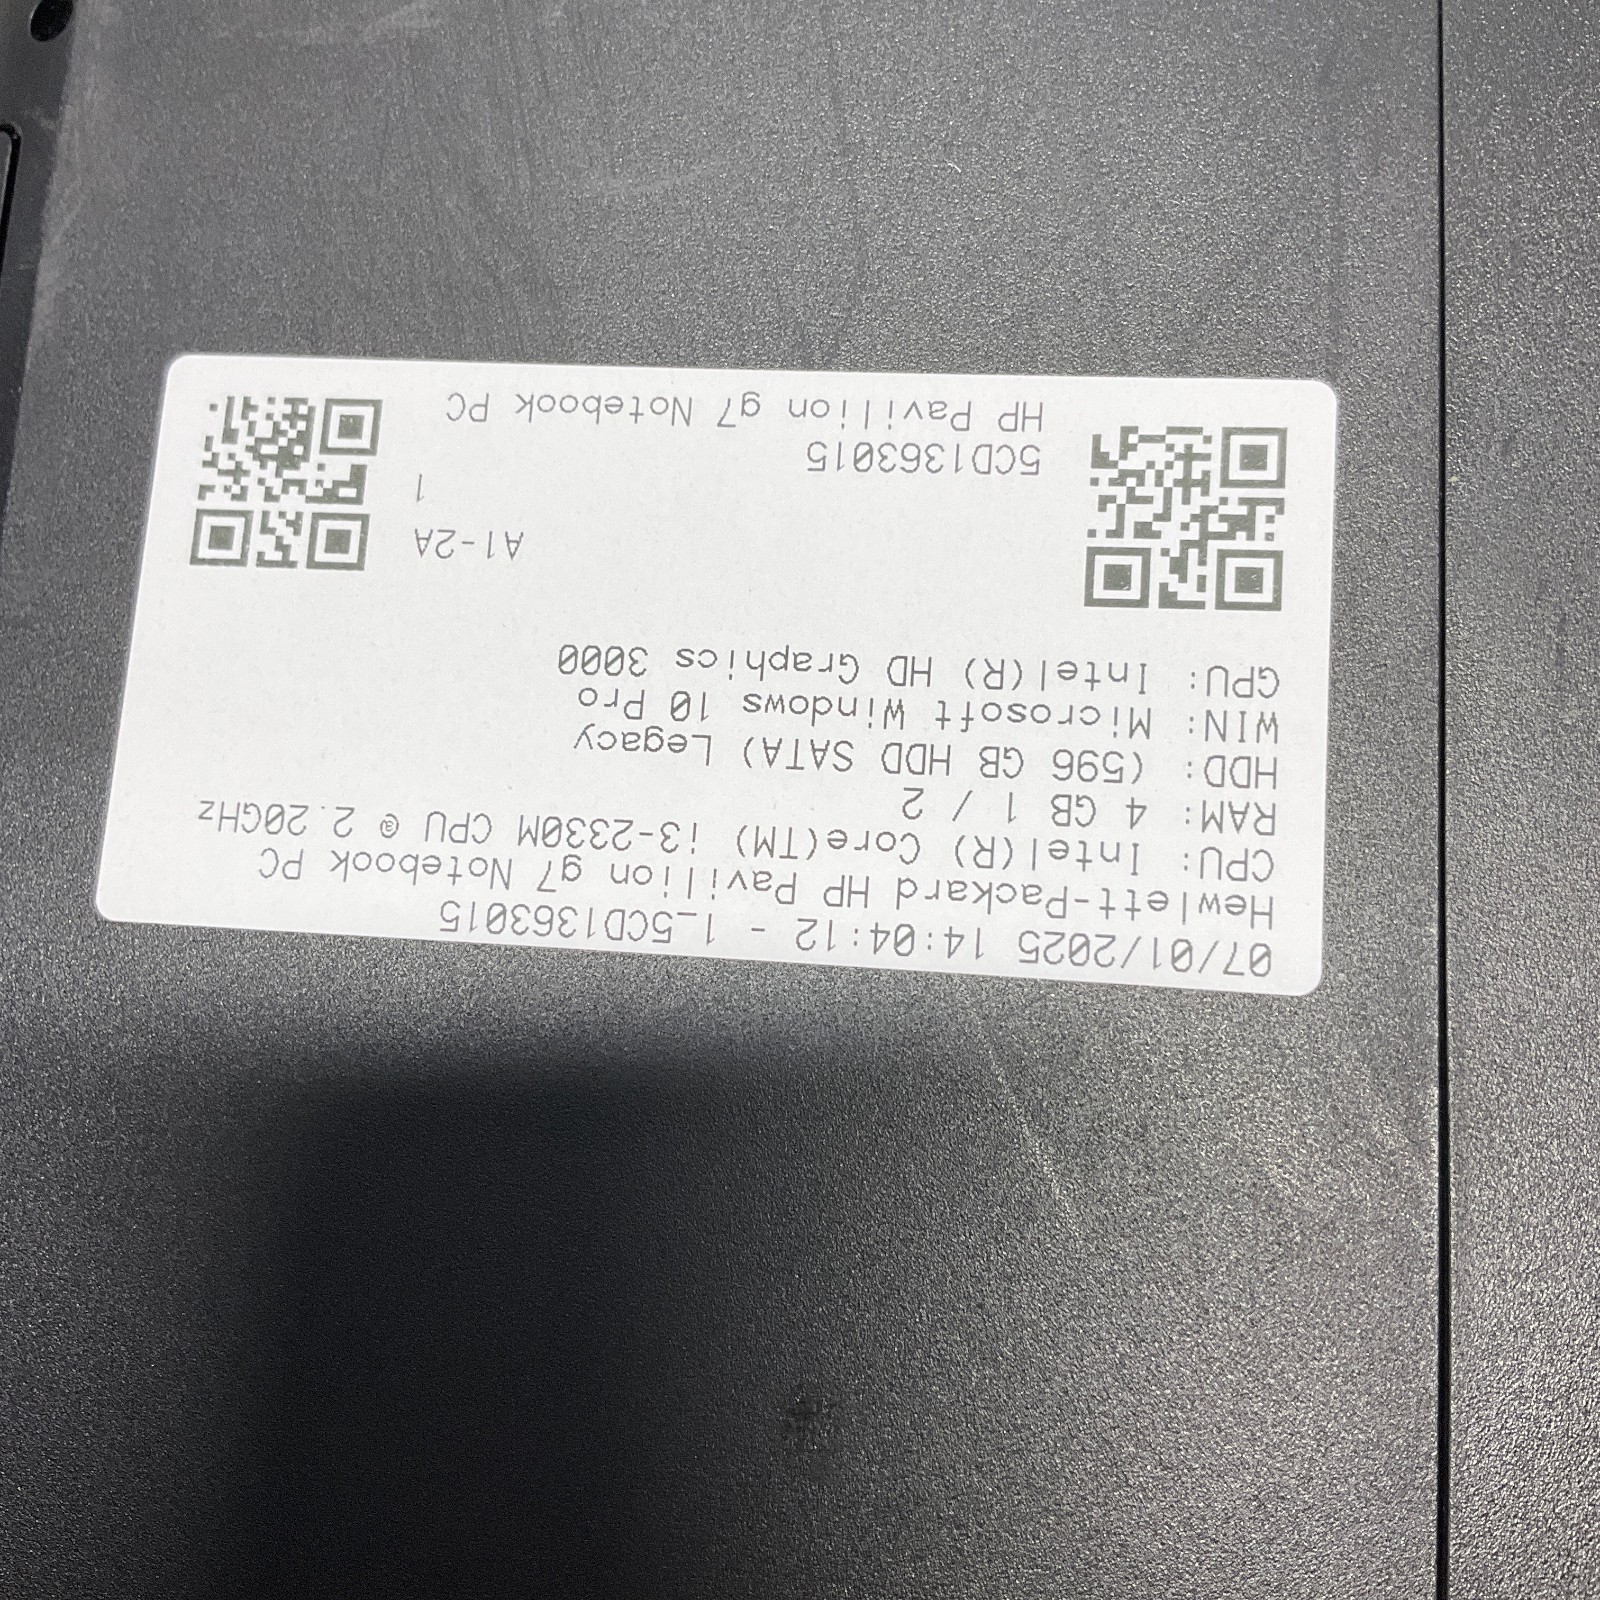 07/01/2025 14:04:12 - 1_5CD1363015
Hewlett-Packard HP Pavilion g7 Notebook PC
CPU: Intel(R) Core(TM) i3-2330M CPU @ 2.20GHz
RAM: 4 GB 1 / 2
HDD: (596 GB HDD SATA) Legacy
WIN: Microsoft Windows 10 Pro
GPU: Intel(R) HD Graphics 3000
A1-2A
1
5CD1363015
HP Pavilion g7 Notebook PC